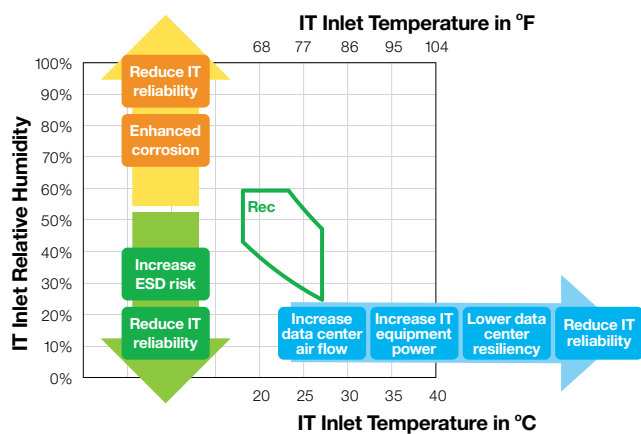 IT Inlet Temperature in °F
68 77 86 95 104
IT Inlet Relative Humidity
100%
90%
80%
70%
60%
50%
40%
30%
20%
10%
0%
Reduce IT
reliability
Enhanced
corrosion
Increase
ESD risk
Reduce IT
reliability
Rec
Increase
data center
air flow
Increase IT
equipment
power
Lower data
center
resiliency
Reduce IT
reliability
20 25 30 35 40
IT Inlet Temperature in °C